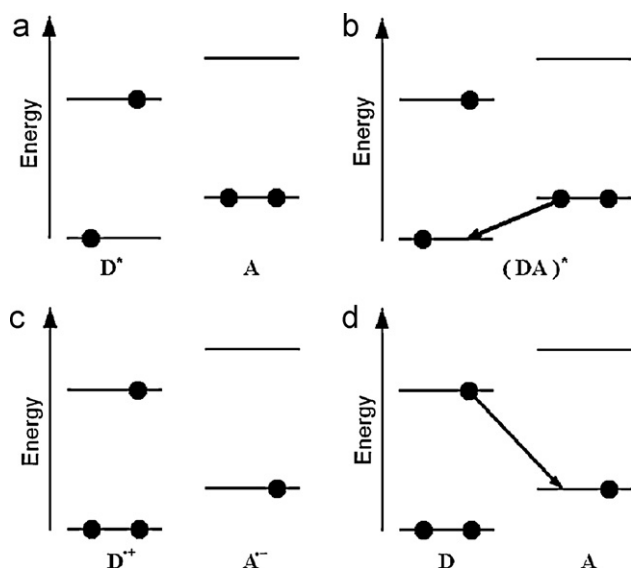 a
Energy
D* A
b
Energy
(DA)*
c
Energy
D·+ A·−
d
Energy
D A